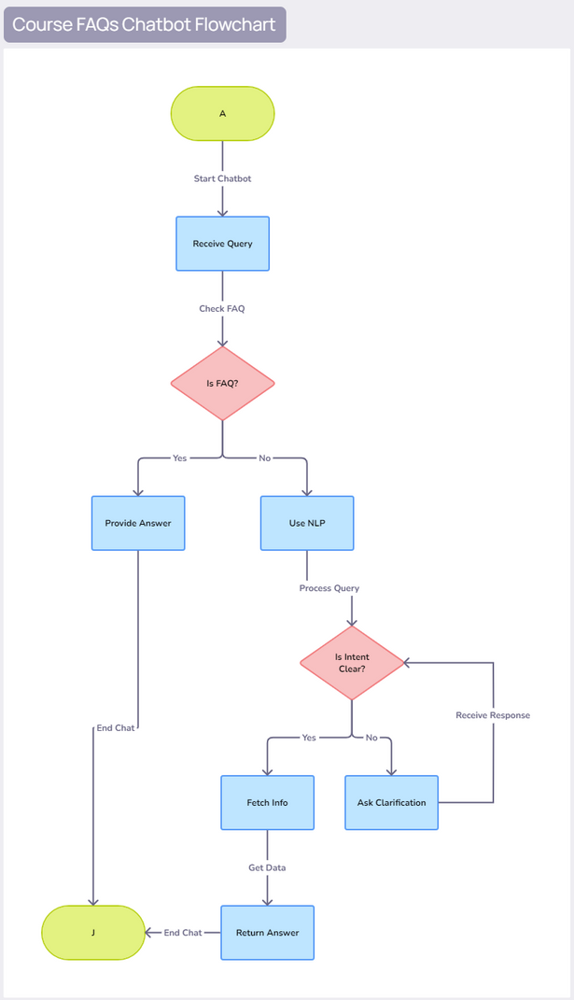 Course FAQs Chatbot Flowchart
A
Start Chatbot
Receive Query
Check FAQ
Is FAQ?
Yes
No
Provide Answer
Use NLP
Process Query
Is Intent
Clear?
Receive Response
End Chat
Yes
No
Fetch Info
Ask Clarification
Get Data
J
End Chat
Return Answer